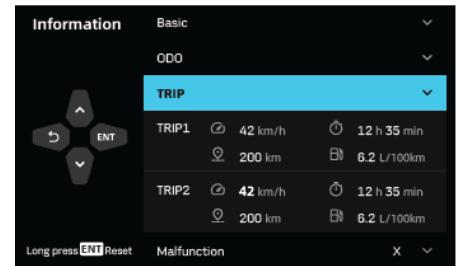 Information
Basic
ODO
TRIP
ENT
TRIP1 42 km/h 12 h 35 min
200 km 6.2 L/100km
TRIP2 42 km/h 12 h 35 min
200 km 6.2 L/100km
Long press ENT Reset
Malfunction X